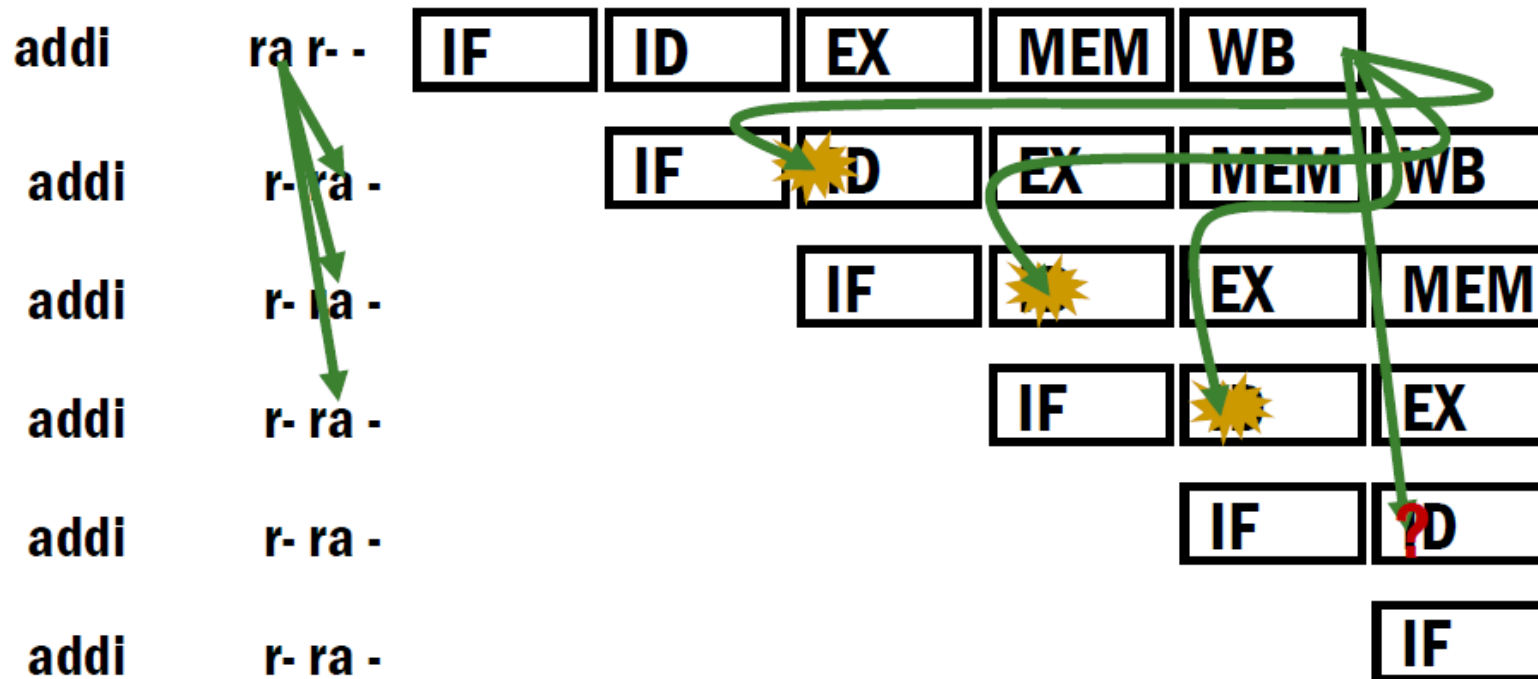 addi ra r- - IF ID EX MEM WB
addi r- ra - IF ID EX MEM WB
addi r- ra - IF EX MEM
addi r- ra - IF EX
addi r- ra - IF ?D
addi r- ra - IF